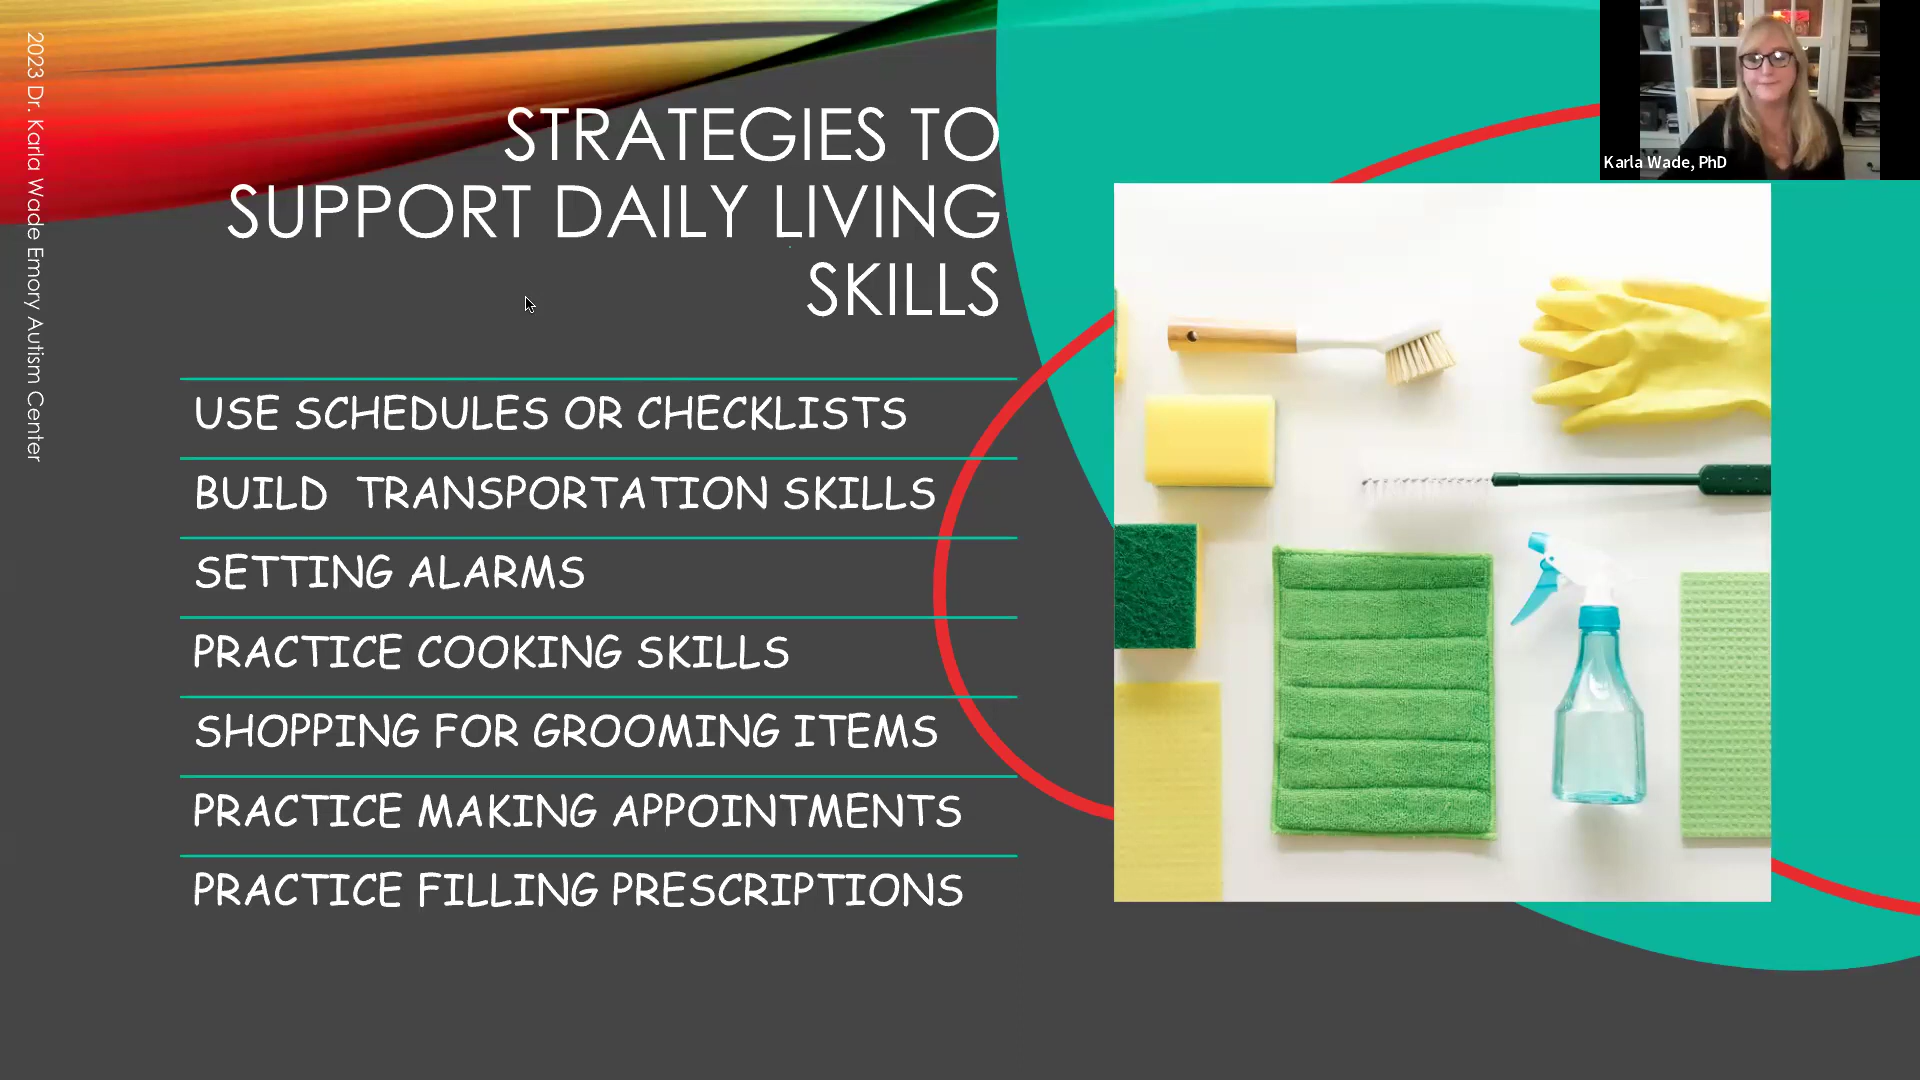 2023 Dr. Karla Wade Emory Autism Center
STRATEGIES TO
SUPPORT DAILY LIVING
SKILLS
USE SCHEDULES OR CHECKLISTS
BUILD  TRANSPORTATION SKILLS
SETTING ALARMS
PRACTICE COOKING SKILLS
SHOPPING FOR GROOMING ITEMS
PRACTICE MAKING APPOINTMENTS
PRACTICE FILLING PRESCRIPTIONS
Karla Wade, PhD